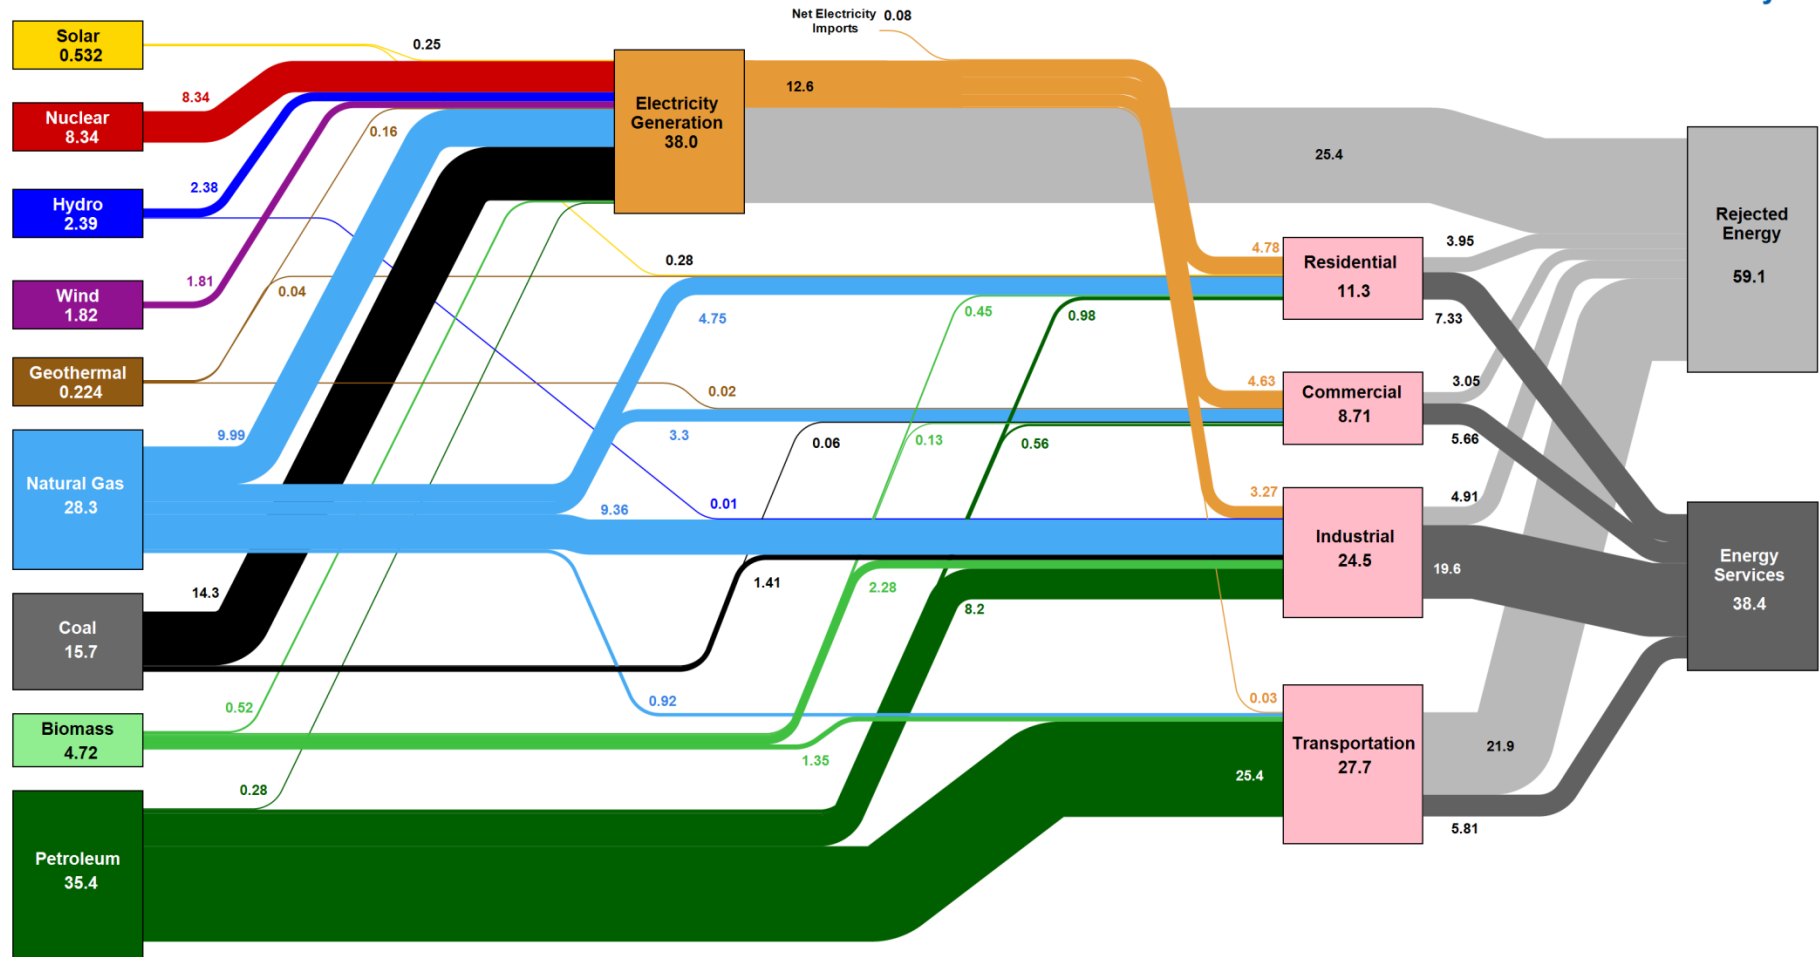 Net Electricity 0.08
Imports
Solar
0.532
0.25
Nuclear
8.34
8.34
0.16
Electricity
Generation
38.0
12.6
25.4
Hydro
2.39
2.38
Rejected
Energy
59.1
Wind
1.82
1.81
0.04
0.28
4.78
Residential
11.3
3.95
7.33
4.75
0.45
0.98
Geothermal
0.224
0.02
4.63
Commercial
8.71
3.05
5.66
3.3
0.06
0.13
0.56
Natural Gas
28.3
9.99
9.36
0.01
3.27
Industrial
24.5
4.91
19.6
Energy
Services
38.4
Coal
15.7
14.3
1.41
2.28
8.2
Biomass
4.72
0.52
0.92
1.35
0.03
Transportation
27.7
25.4
21.9
5.81
Petroleum
35.4
0.28